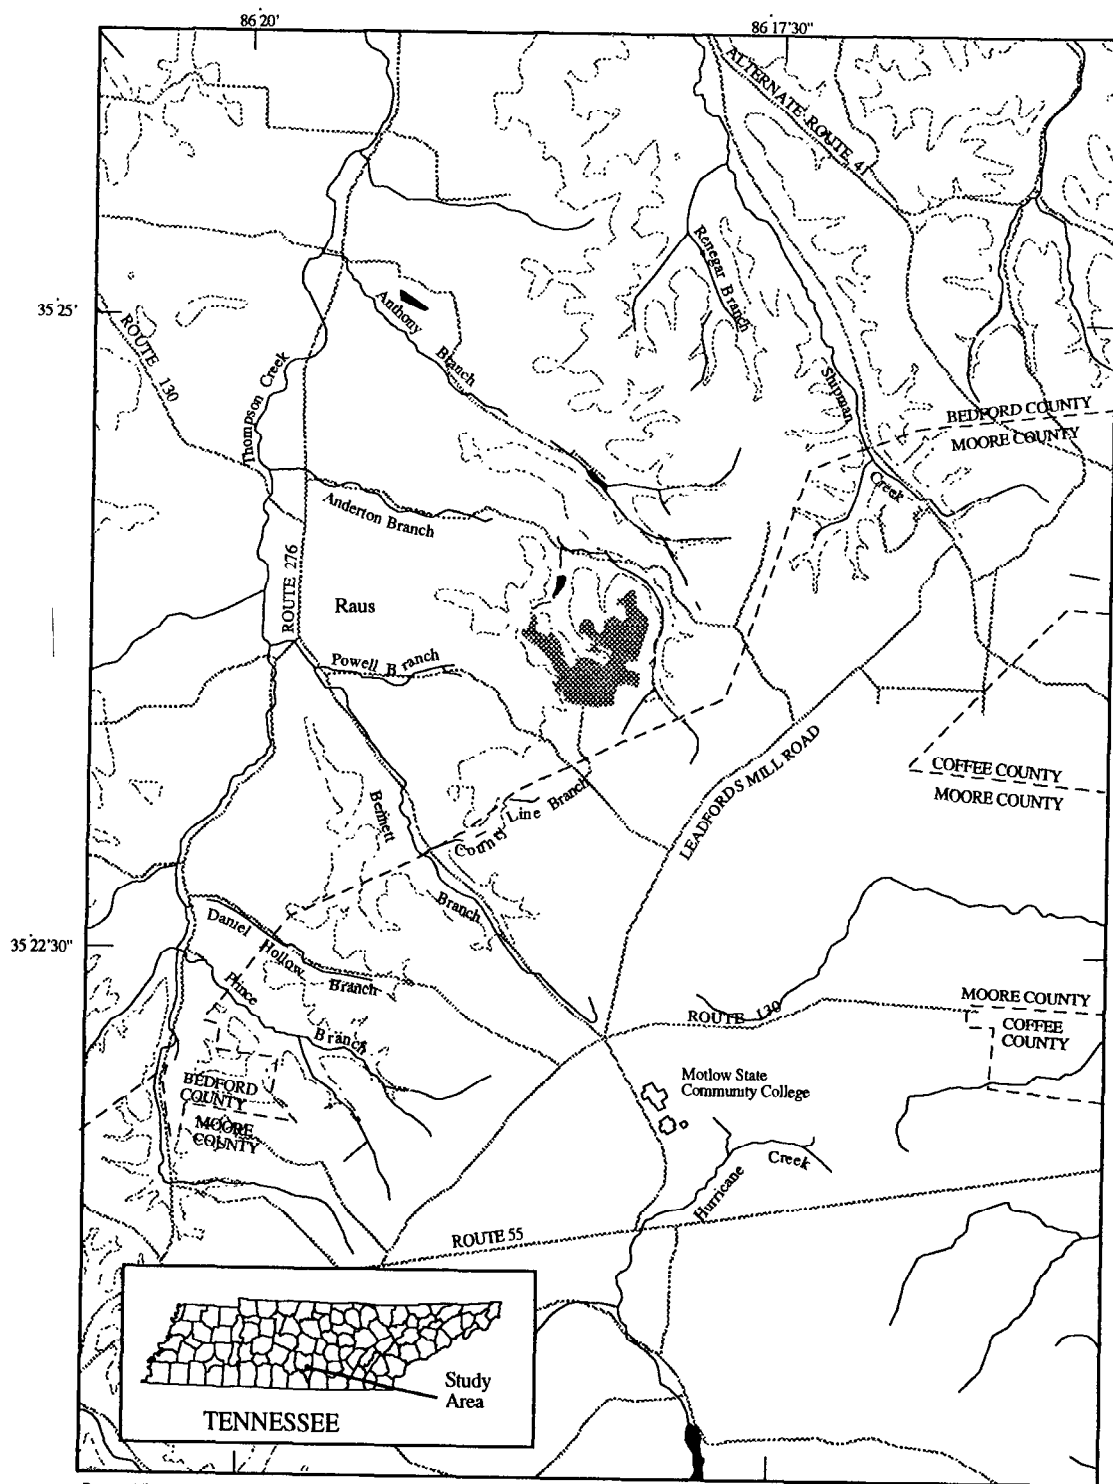 86°20'
86°17'30"
ALTERNATE ROUTE 41
Renegar Branch
35°25'
Anthony Branch
ROUTE 130
Thompson Creek
Shipman Creek
BEDFORD COUNTY
MOORE COUNTY
Anderton Branch
ROUTE 276
Raus
Powell Branch
LEADFORDS MILL ROAD
COFFEE COUNTY
MOORE COUNTY
Bennett Branch
County Line Branch
Daniel Hollow Branch
35°22'30"
Prince Branch
ROUTE 130
MOORE COUNTY
COFFEE
COUNTY
Motlow State
Community College
BEDFORD
COUNTY
MOORE
COUNTY
Hurricane Creek
ROUTE 55
Study
Area
TENNESSEE